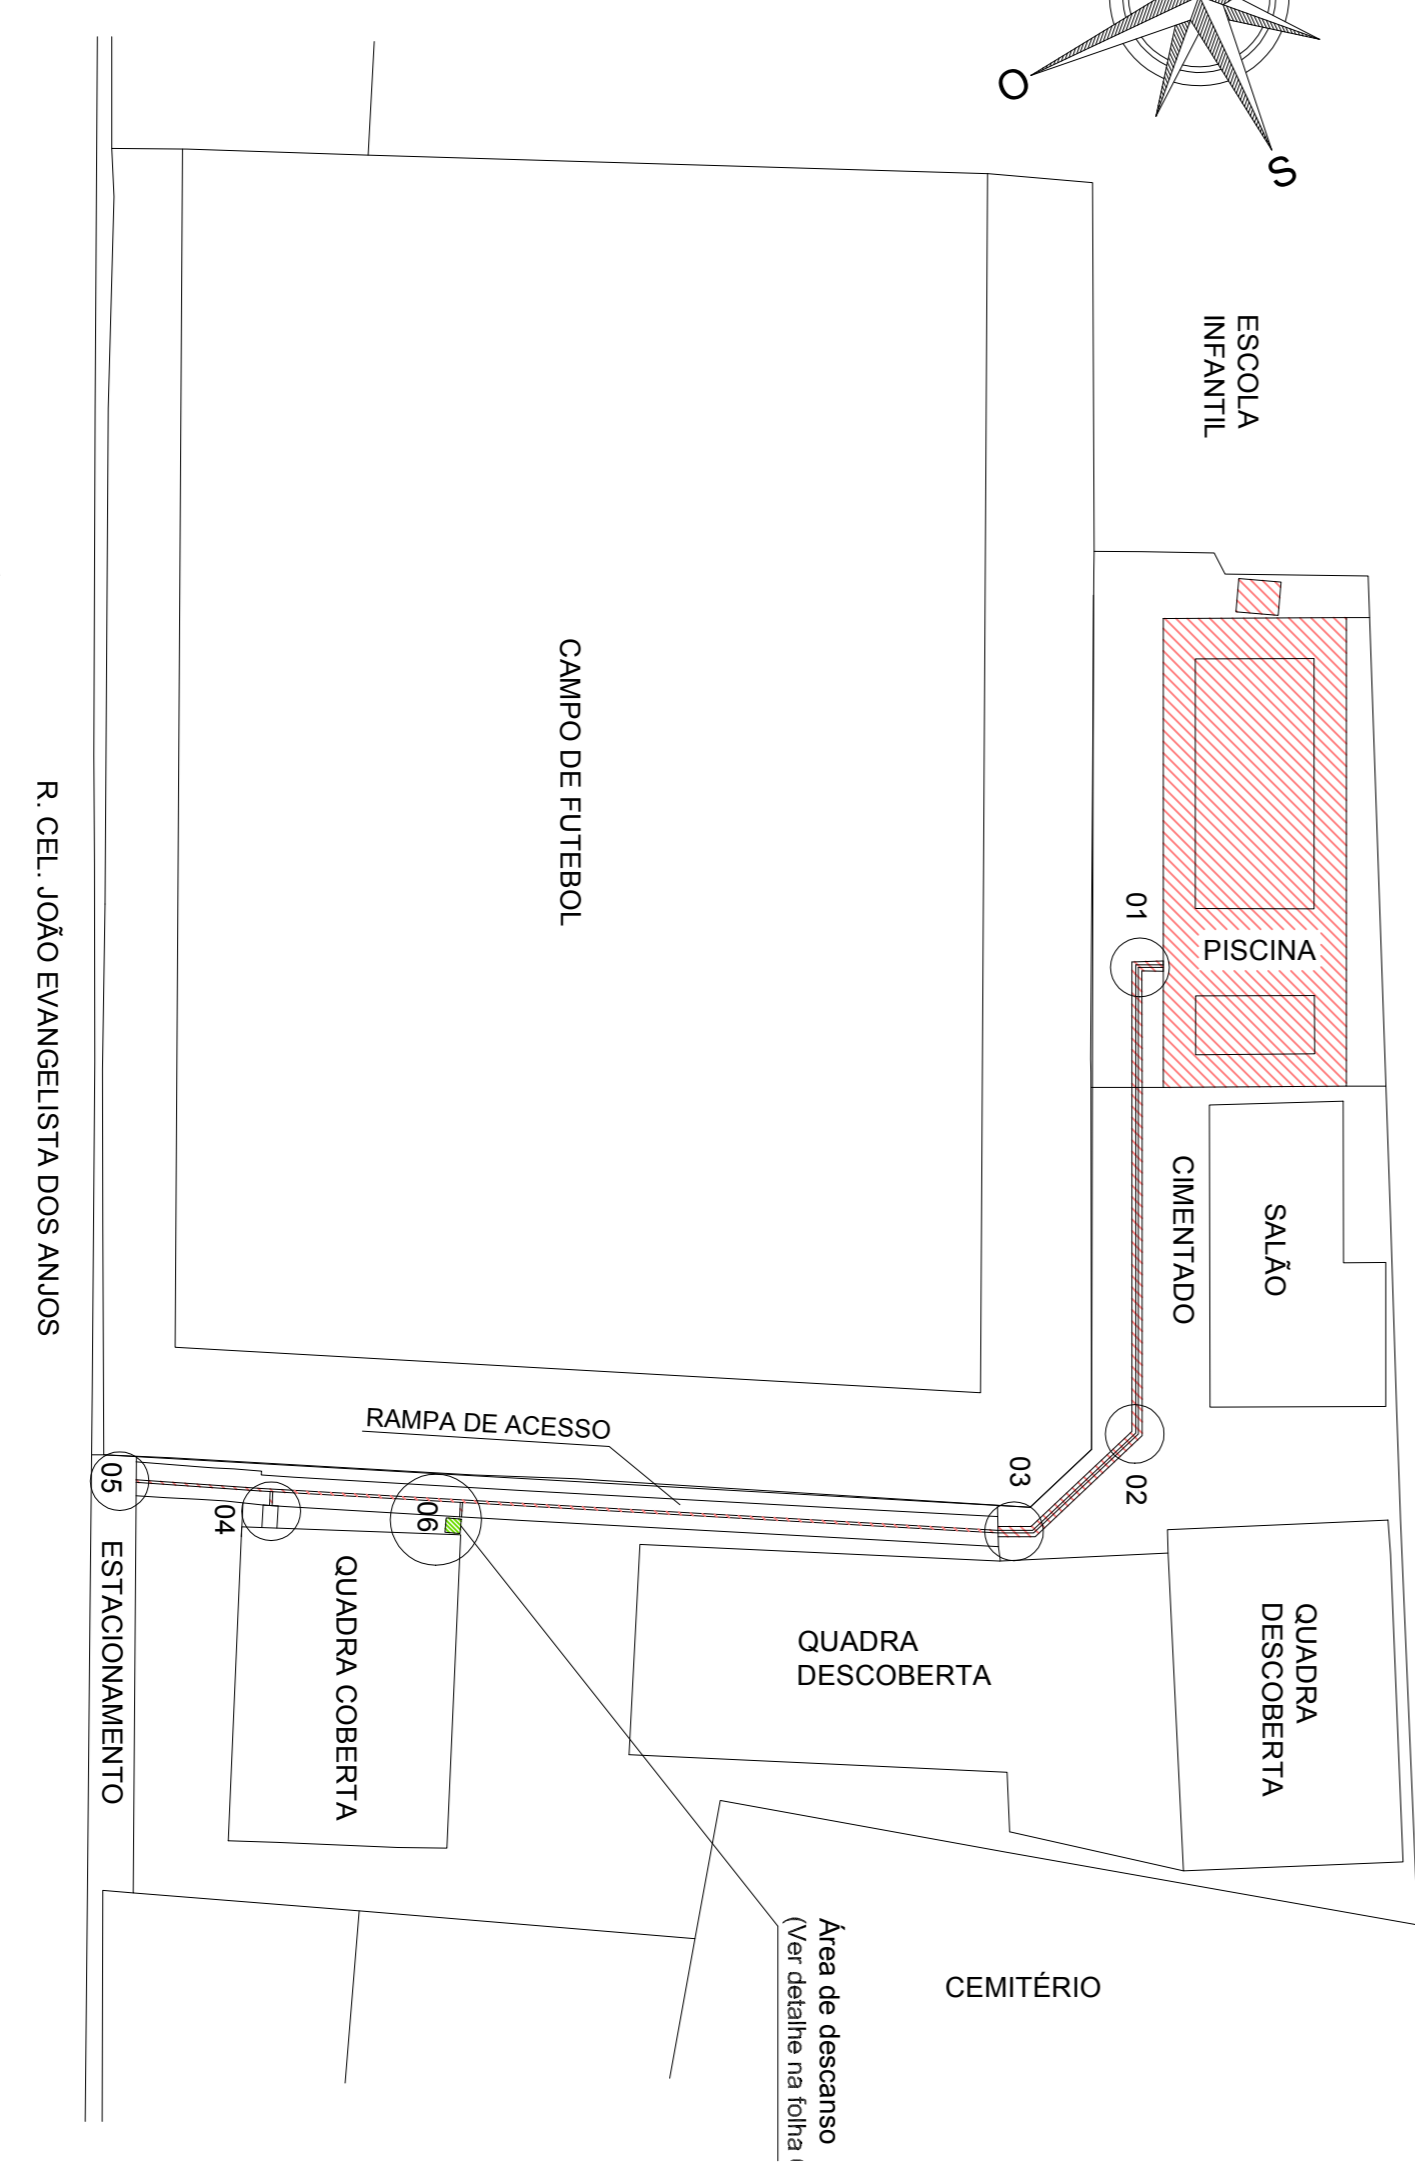 O
S
ESCOLA
INFANTIL
CAMPO DE FUTEBOL
R. CEL. JOÃO EVANGELISTA DOS ANJOS
01
PISCINA
CIMENTADO
SALÃO
02
03
RAMPA DE ACESSO
05
04
06
ESTACIONAMENTO
QUADRA COBERTA
QUADRA
DESCOBERTA
QUADRA
DESCOBERTA
Área de descanso
(Ver detalhe na folha
CEMITÉRIO